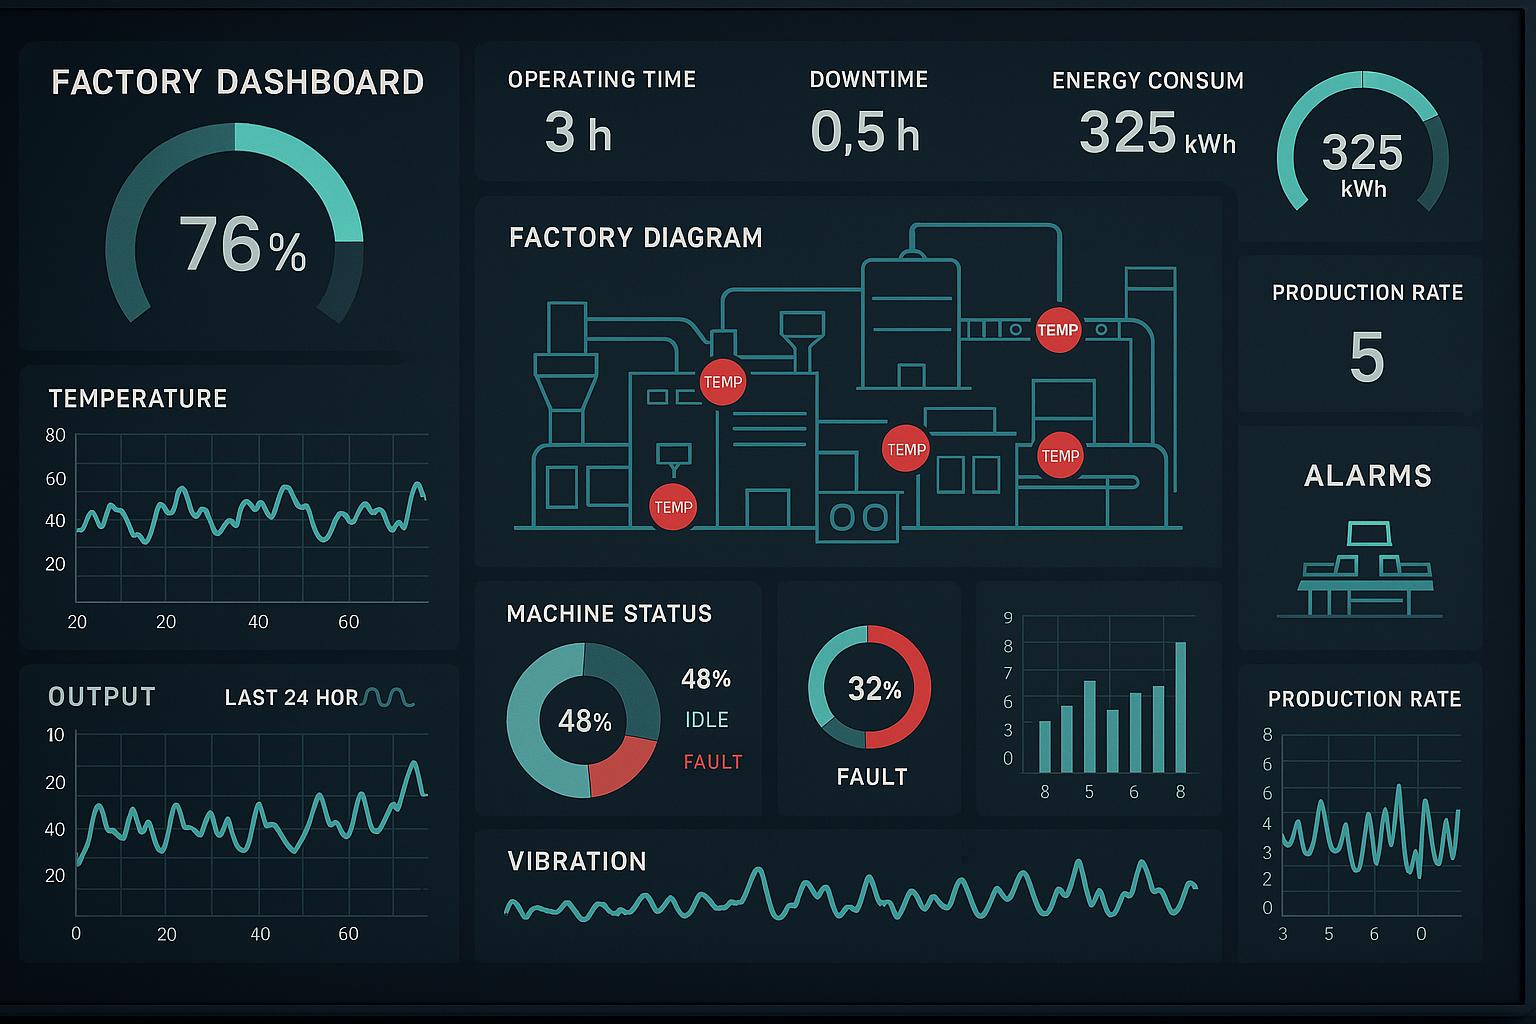 FACTORY DASHBOARD
76%
OPERATING TIME
3 h
DOWNTIME
0,5 h
ENERGY CONSUM
325 kWh
325
kWh
FACTORY DIAGRAM
TEMP
TEMP
TEMP
TEMP
TEMP
PRODUCTION RATE
5
TEMPERATURE
80
60
40
20
20 20 40 60
ALARMS
MACHINE STATUS
48%
48%
IDLE
FAULT
32%
FAULT
9
8
7
6
3
0
8 5 6 8
OUTPUT
LAST 24 HOR
10
20
40
20
0 20 40 60
VIBRATION
PRODUCTION RATE
8
6
6
4
3
2
0
3 5 6 0